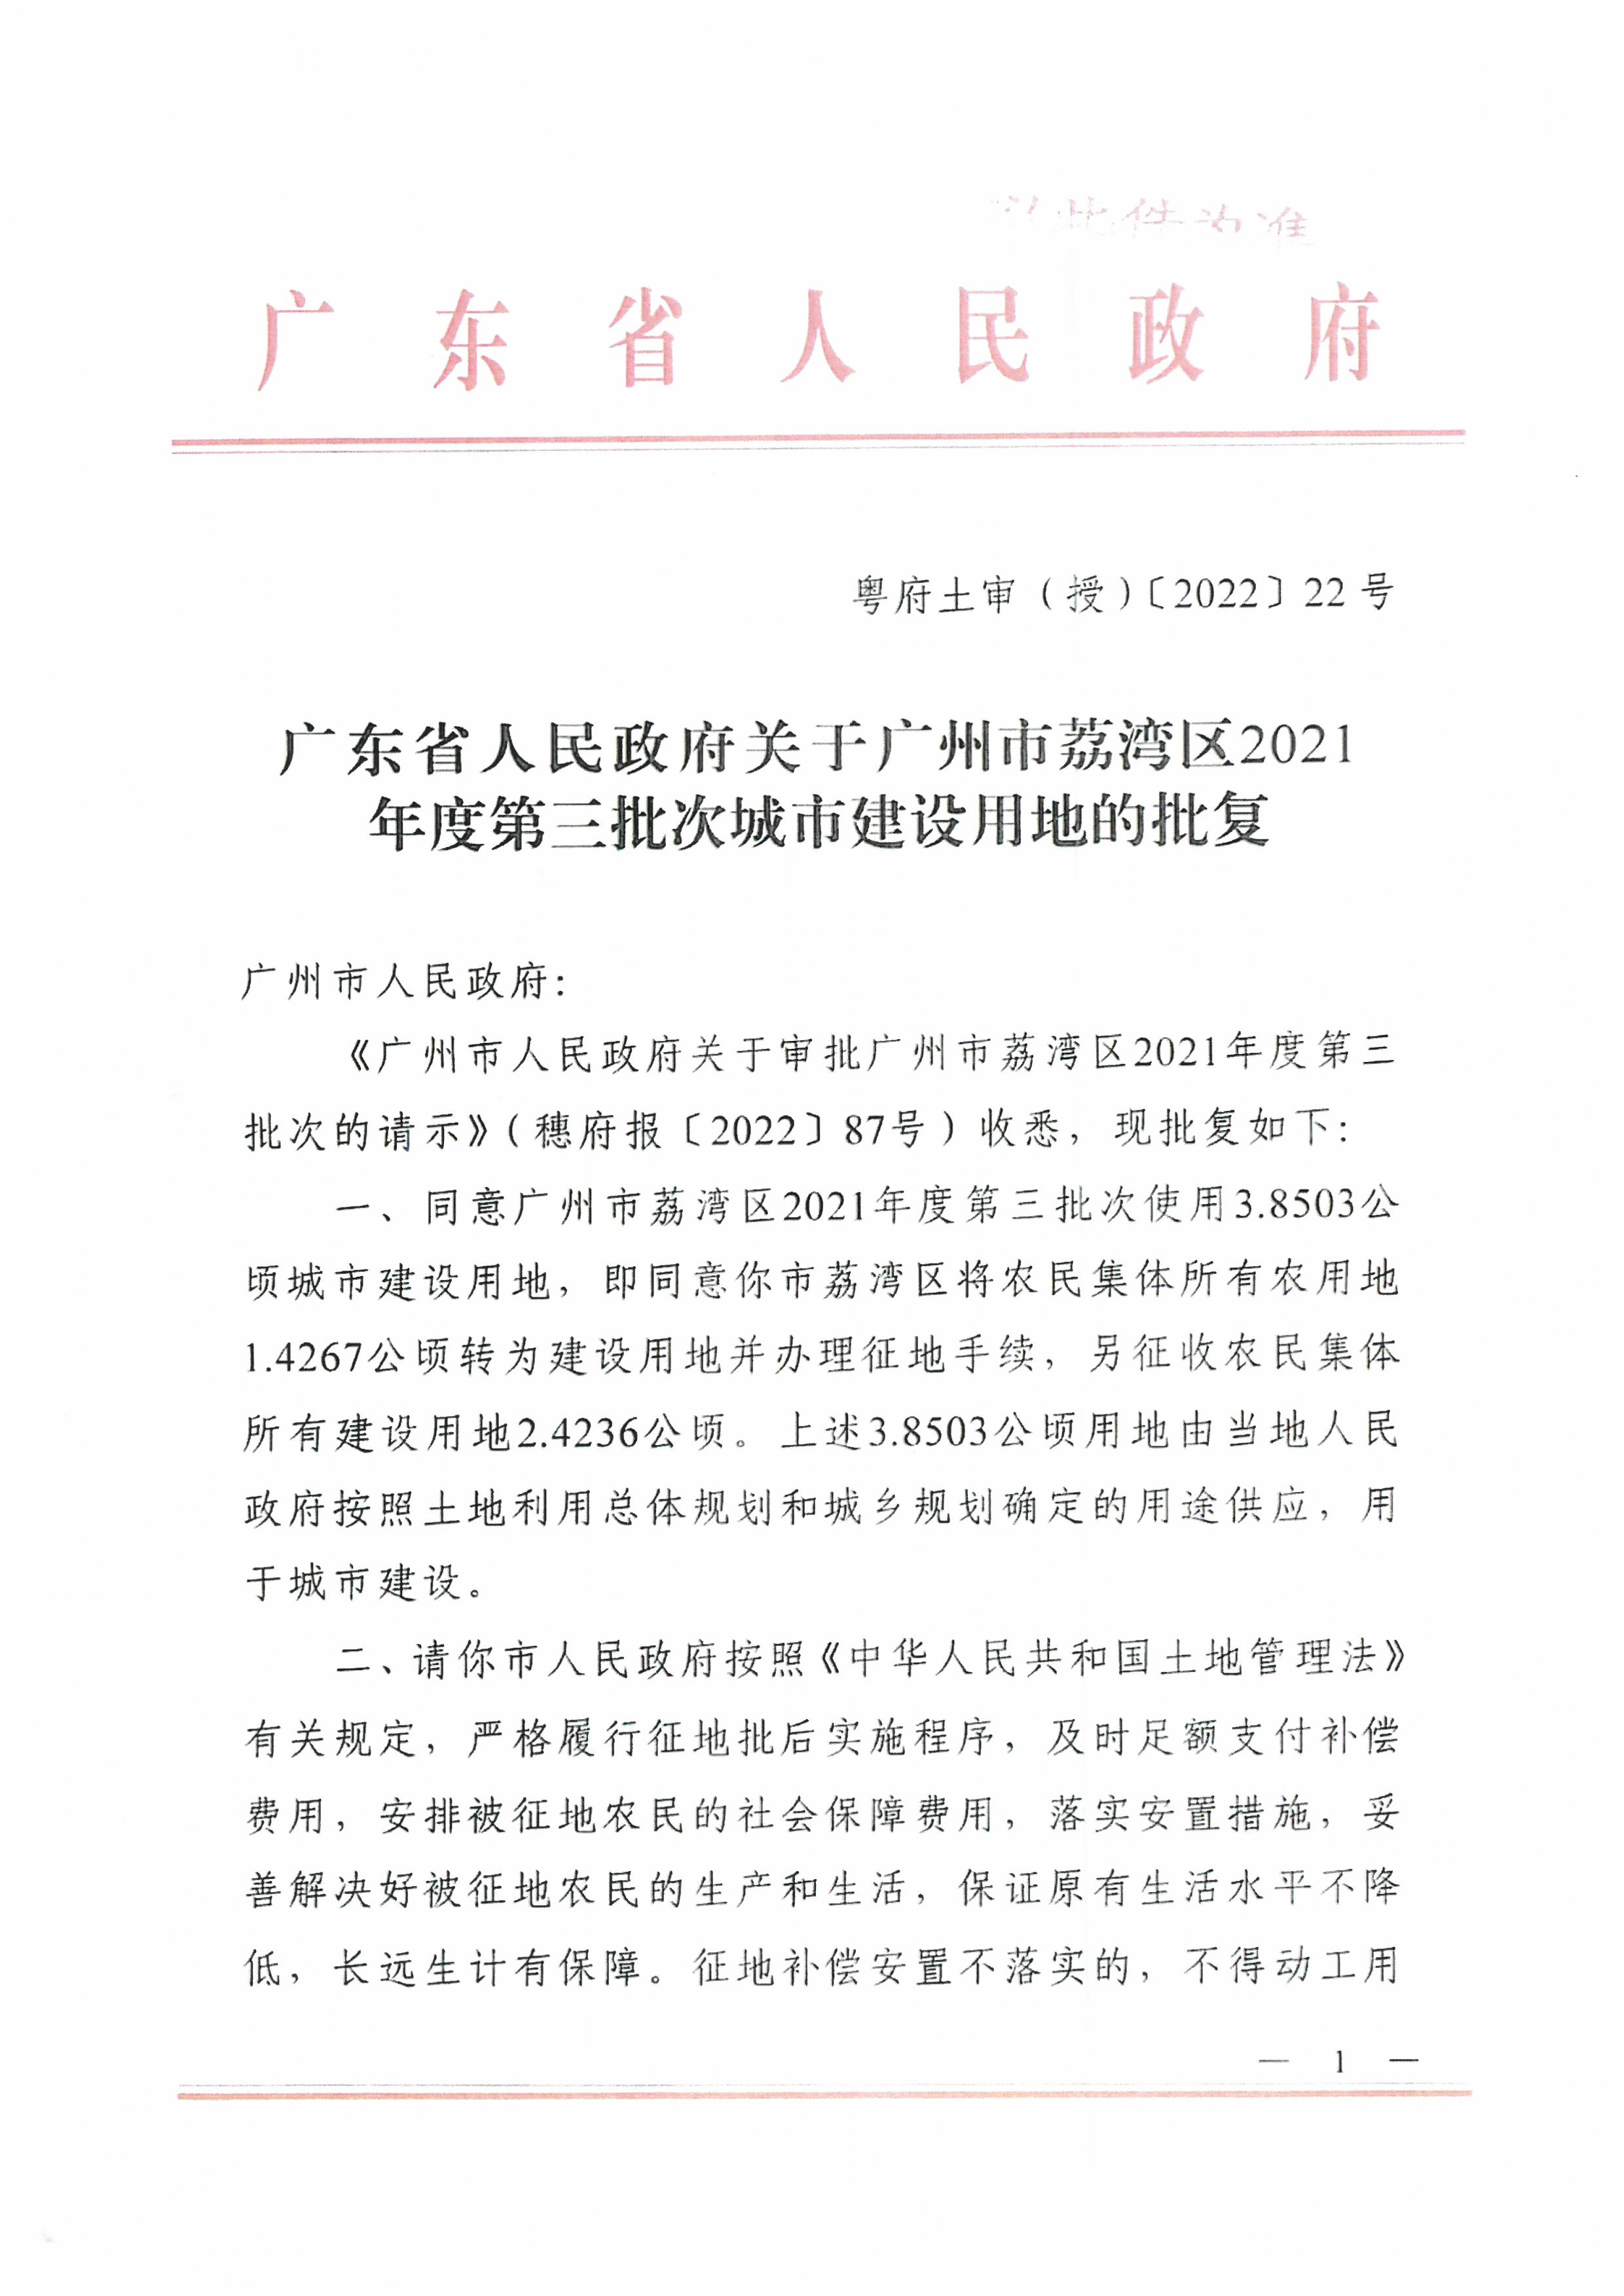 此件为准
广东省人民政府
粤府土审（授）〔2022〕22号
广东省人民政府关于广州市荔湾区2021
年度第三批次城市建设用地的批复
广州市人民政府：
《广州市人民政府关于审批广州市荔湾区2021年度第三
批次的请示》（穗府报〔2022〕87号）收悉，现批复如下：
一、同意广州市荔湾区2021年度第三批次使用3.8503公
顷城市建设用地，即同意你市荔湾区将农民集体所有农用地
1.4267公顷转为建设用地并办理征地手续，另征收农民集体
所有建设用地2.4236公顷。上述3.8503公顷用地由当地人民
政府按照土地利用总体规划和城乡规划确定的用途供应，用
于城市建设。
二、请你市人民政府按照《中华人民共和国土地管理法》
有关规定，严格履行征地批后实施程序，及时足额支付补偿
费用，安排被征地农民的社会保障费用，落实安置措施，妥
善解决好被征地农民的生产和生活，保证原有生活水平不降
低，长远生计有保障。征地补偿安置不落实的，不得动工用
— 1 —